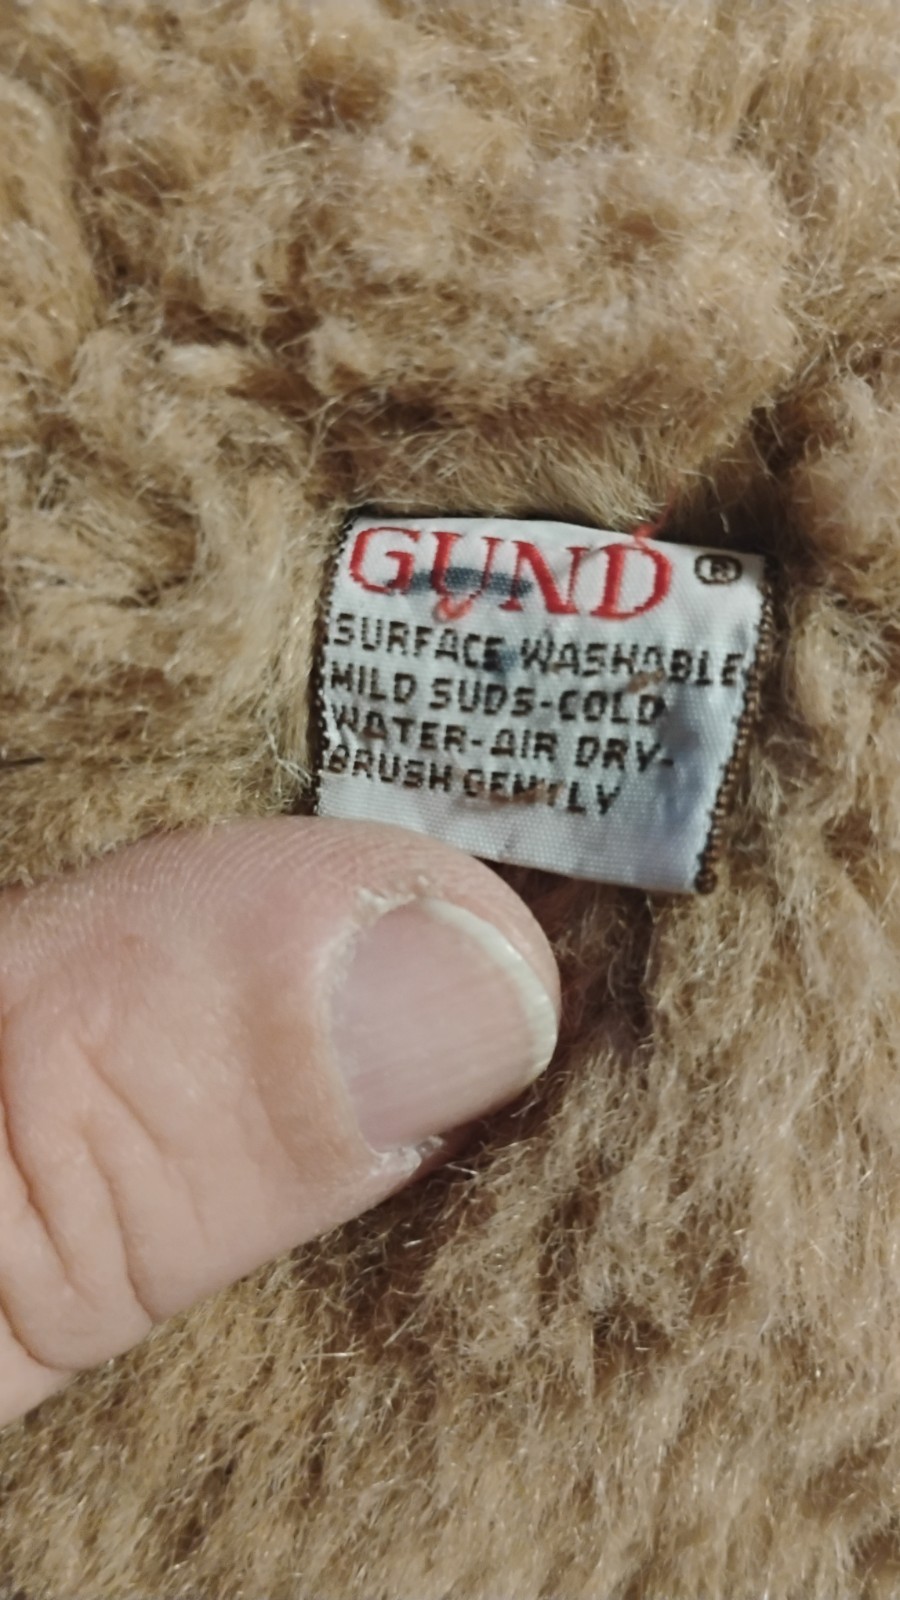 GUND ®
SURFACE WASHABLE
MILD SUDS-COLD
WATER-AIR DRY-
BRUSH GENTLY